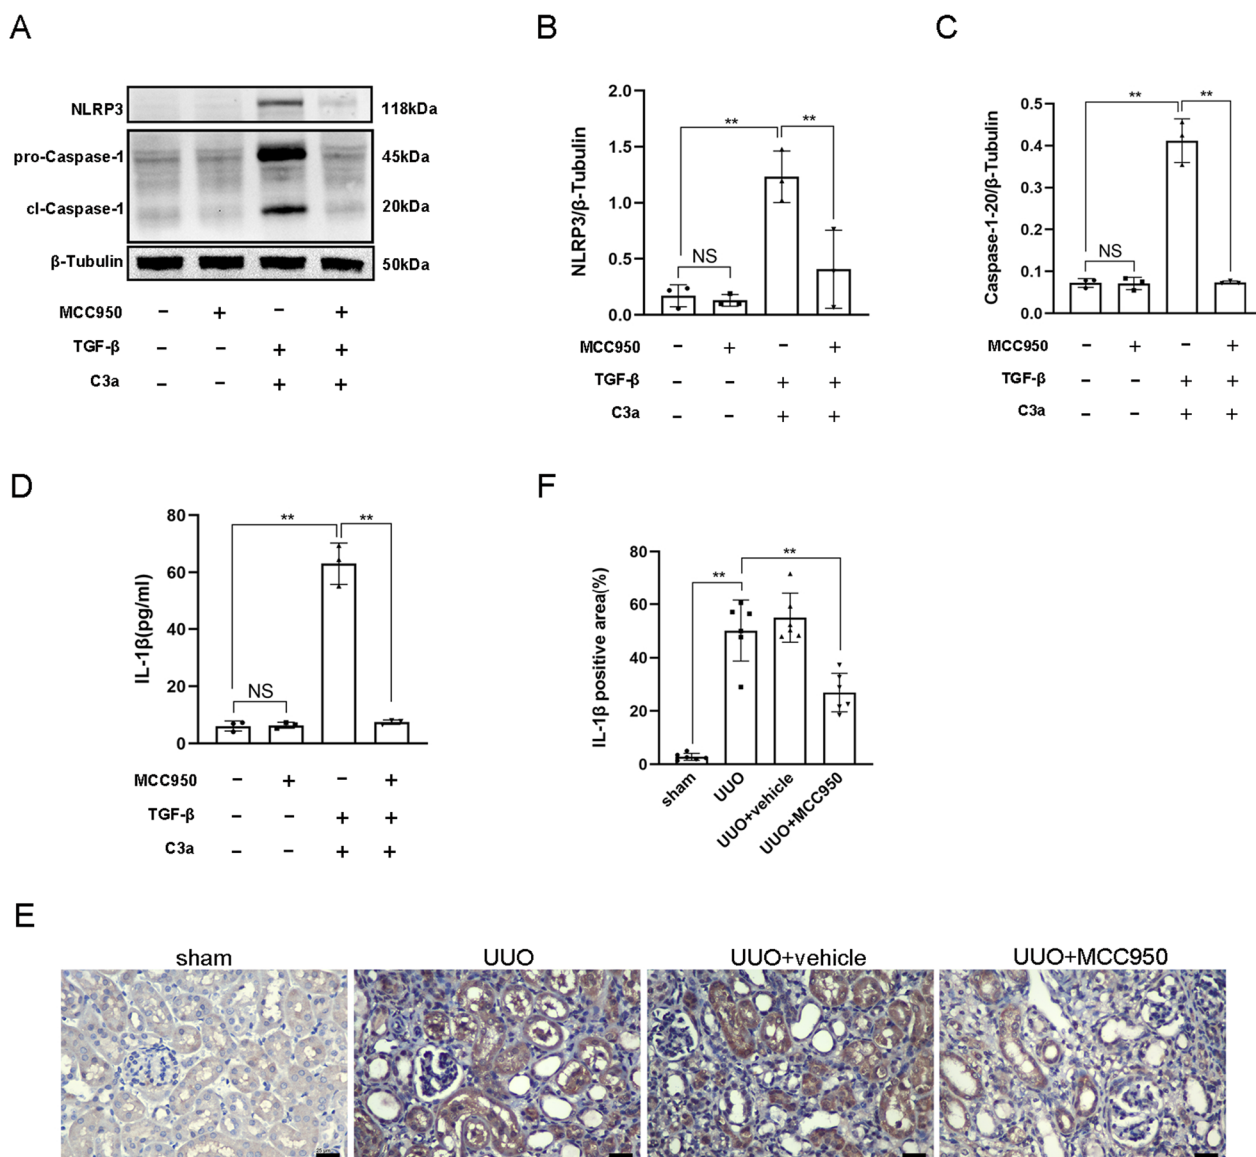 A
NLRP3 118kDa
pro-Caspase-1 45kDa
cl-Caspase-1 20kDa
β-Tubulin 50kDa
MCC950 − + − +
TGF-β − − + +
C3a − − + +
B
NLRP3/β-Tubulin
2.0
1.5
1.0
0.5
0.0
** **
NS
MCC950 − + − +
TGF-β − − + +
C3a − − + +
C
Caspase-1-20/β-Tubulin
0.5
0.4
0.3
0.2
0.1
0.0
** **
NS
MCC950 − + − +
TGF-β − − + +
C3a − − + +
D
IL-1β(pg/ml)
80
60
40
20
0
** **
NS
MCC950 − + − +
TGF-β − − + +
C3a − − + +
F
IL-1β positive area(%)
80
60
40
20
0
** **
sham
UUO
UUO+vehicle
UUO+MCC950
E
sham UUO UUO+vehicle UUO+MCC950